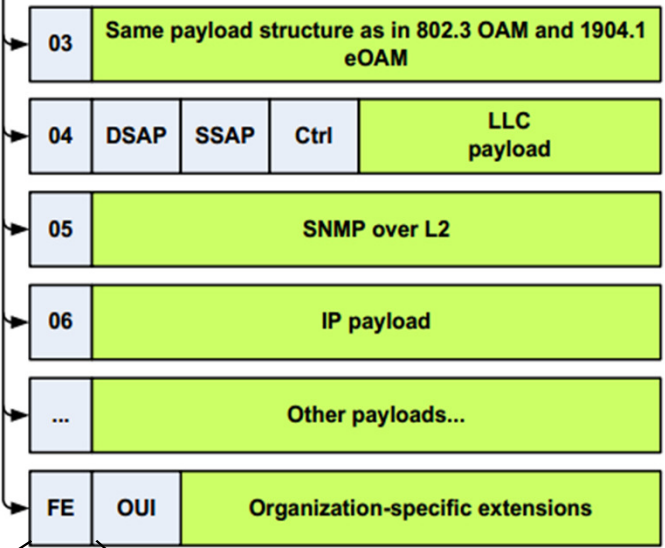 03
Same payload structure as in 802.3 OAM and 1904.1
eOAM
04 DSAP SSAP Ctrl
LLC
payload
05 SNMP over L2
06 IP payload
... Other payloads...
FE OUI Organization-specific extensions